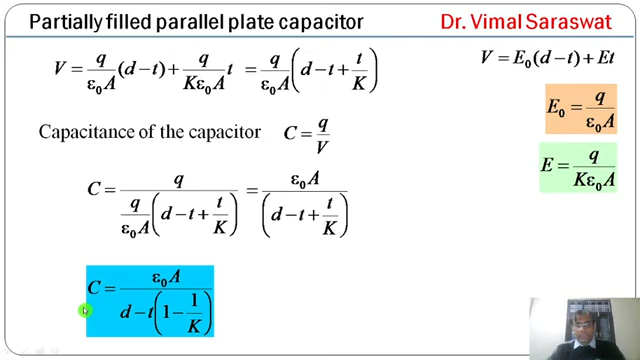 Partially filled parallel plate capacitor Dr. Vimal Saraswat
V = q/ε₀A (d – t) + q/Kε₀A t = q/ε₀A (d – t + t/K)
V = E₀(d – t) + Et
E₀ = q/ε₀A
Capacitance of the capacitor C = q/V
E = q/Kε₀A
C = q / (q/ε₀A (d – t + t/K)) = ε₀A / (d – t + t/K)
C = ε₀A / (d – t(1 – 1/K))